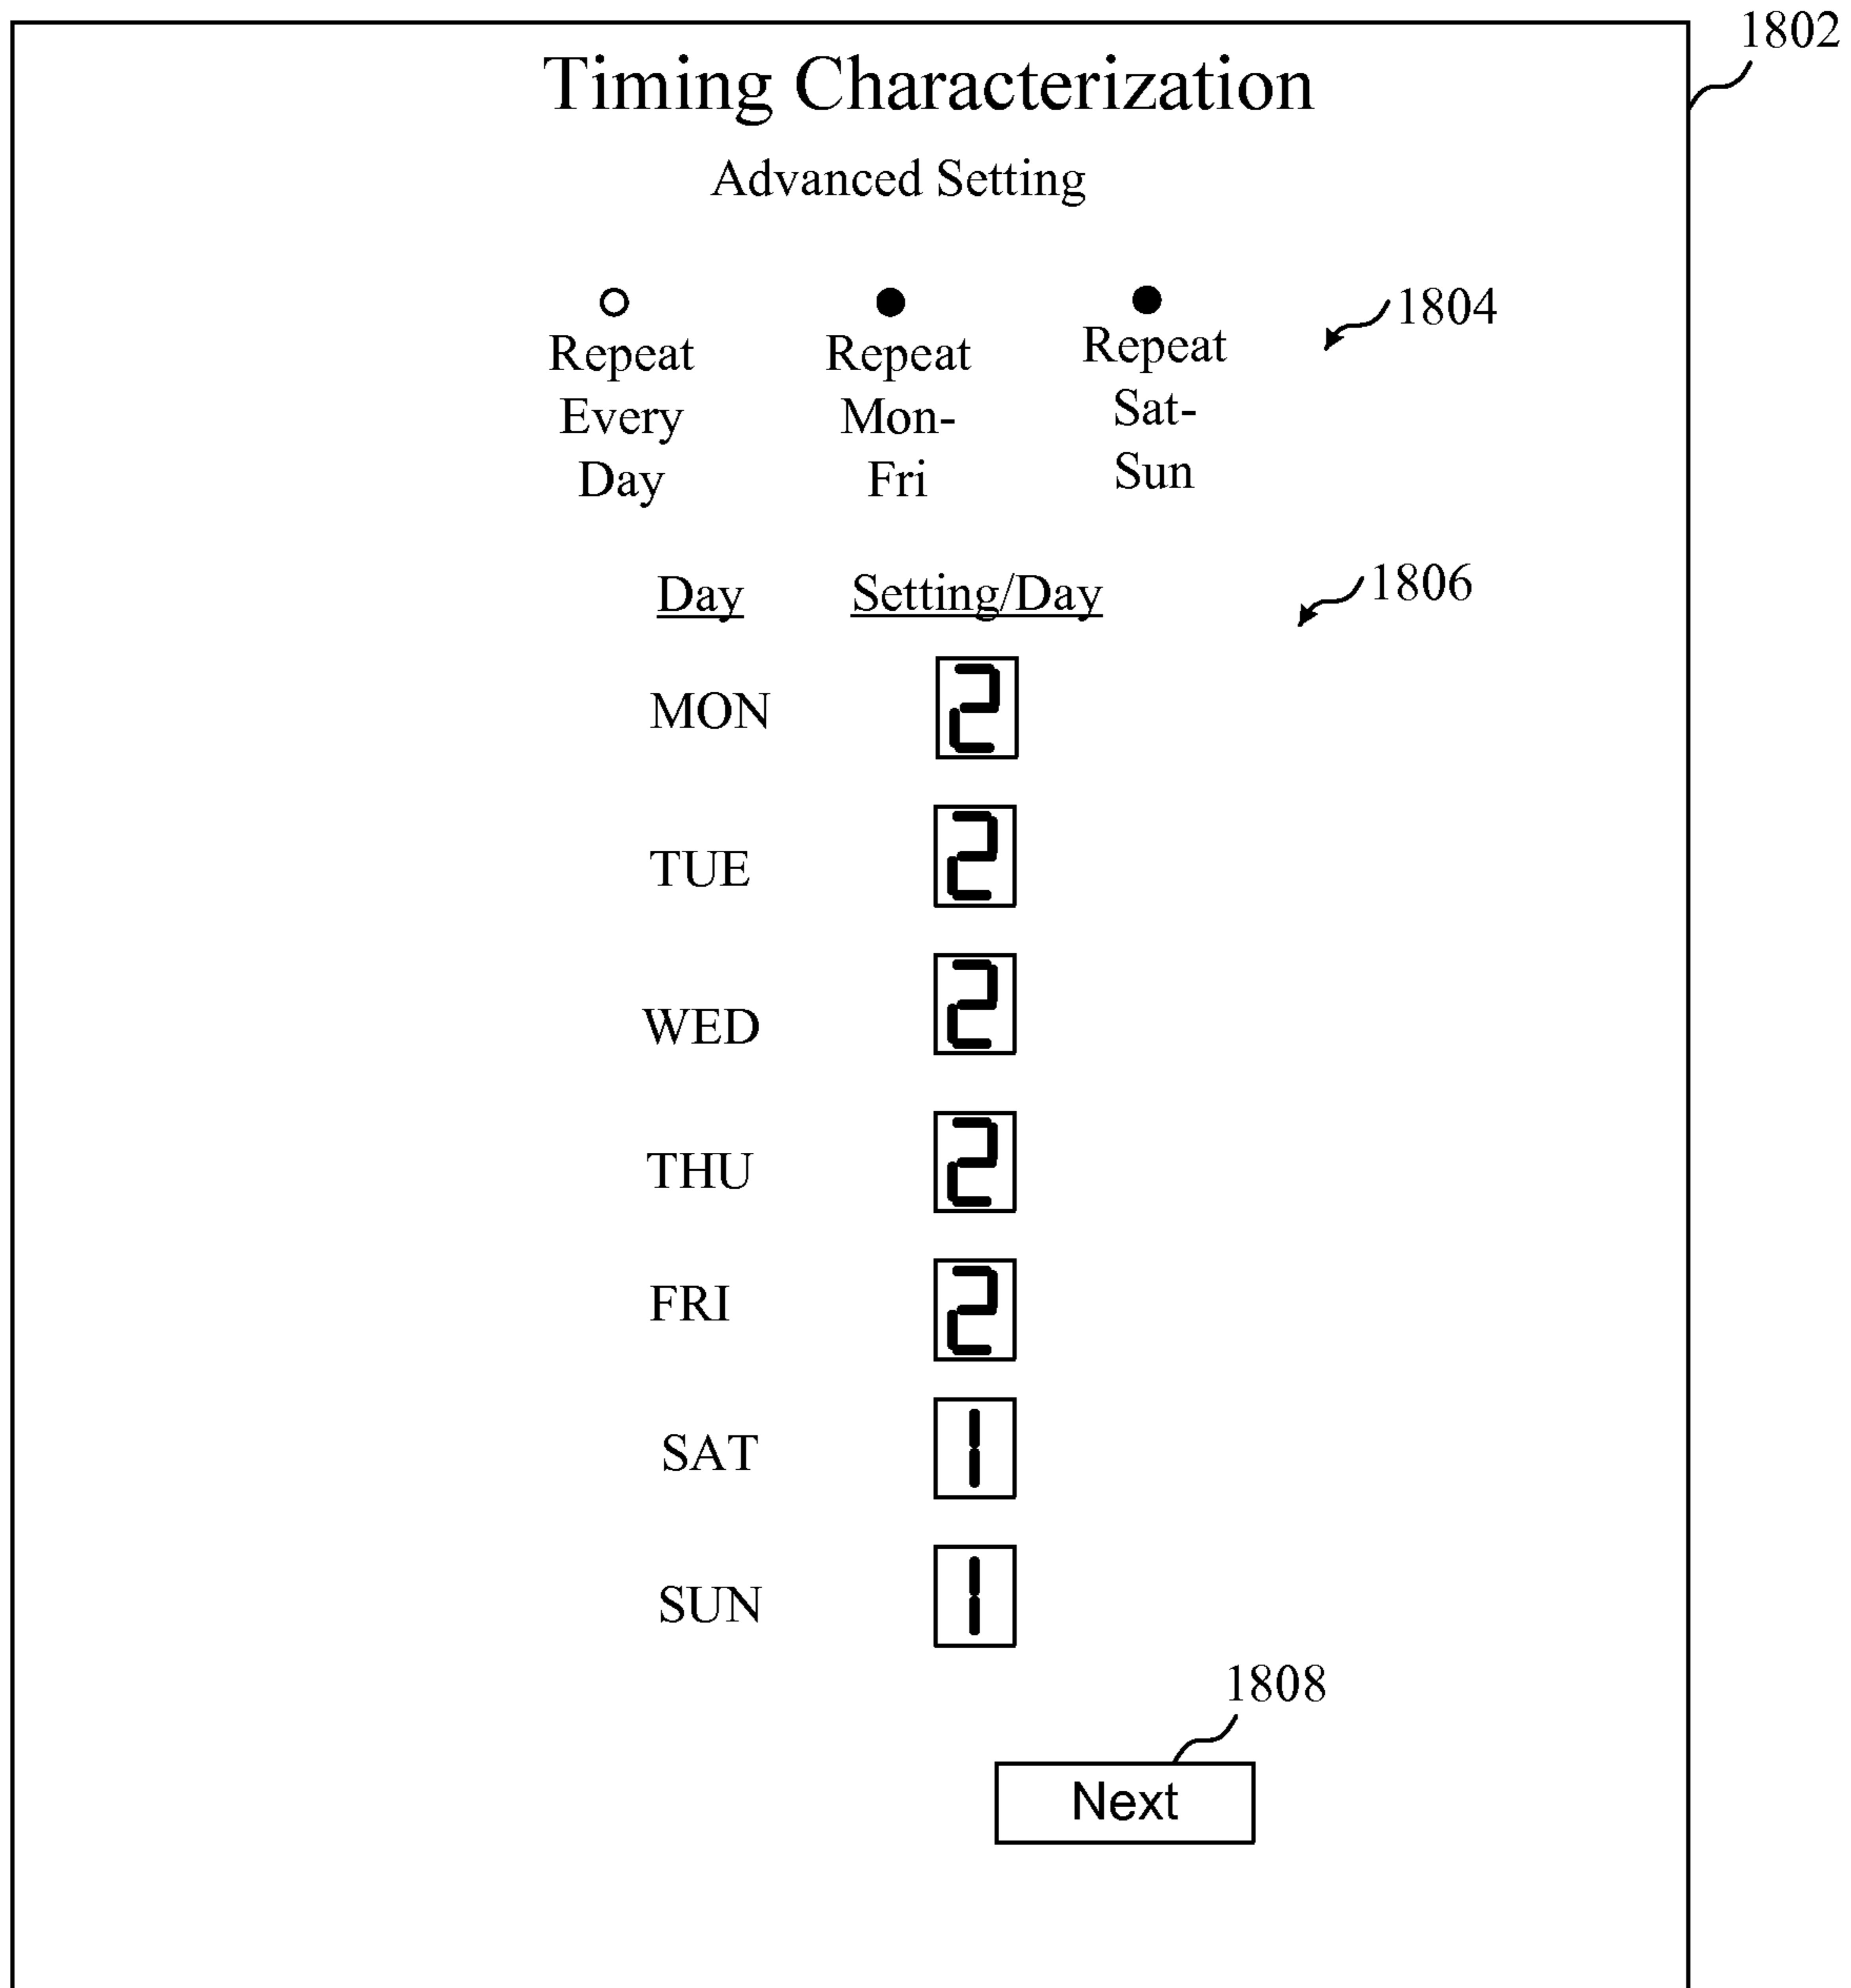 1802
Timing Characterization
Advanced Setting
1804
Repeat Every Day
Repeat Mon-Fri
Repeat Sat-Sun
Day Setting/Day
1806
MON 2
TUE 2
WED 2
THU 2
FRI 2
SAT 1
SUN 1
1808
Next